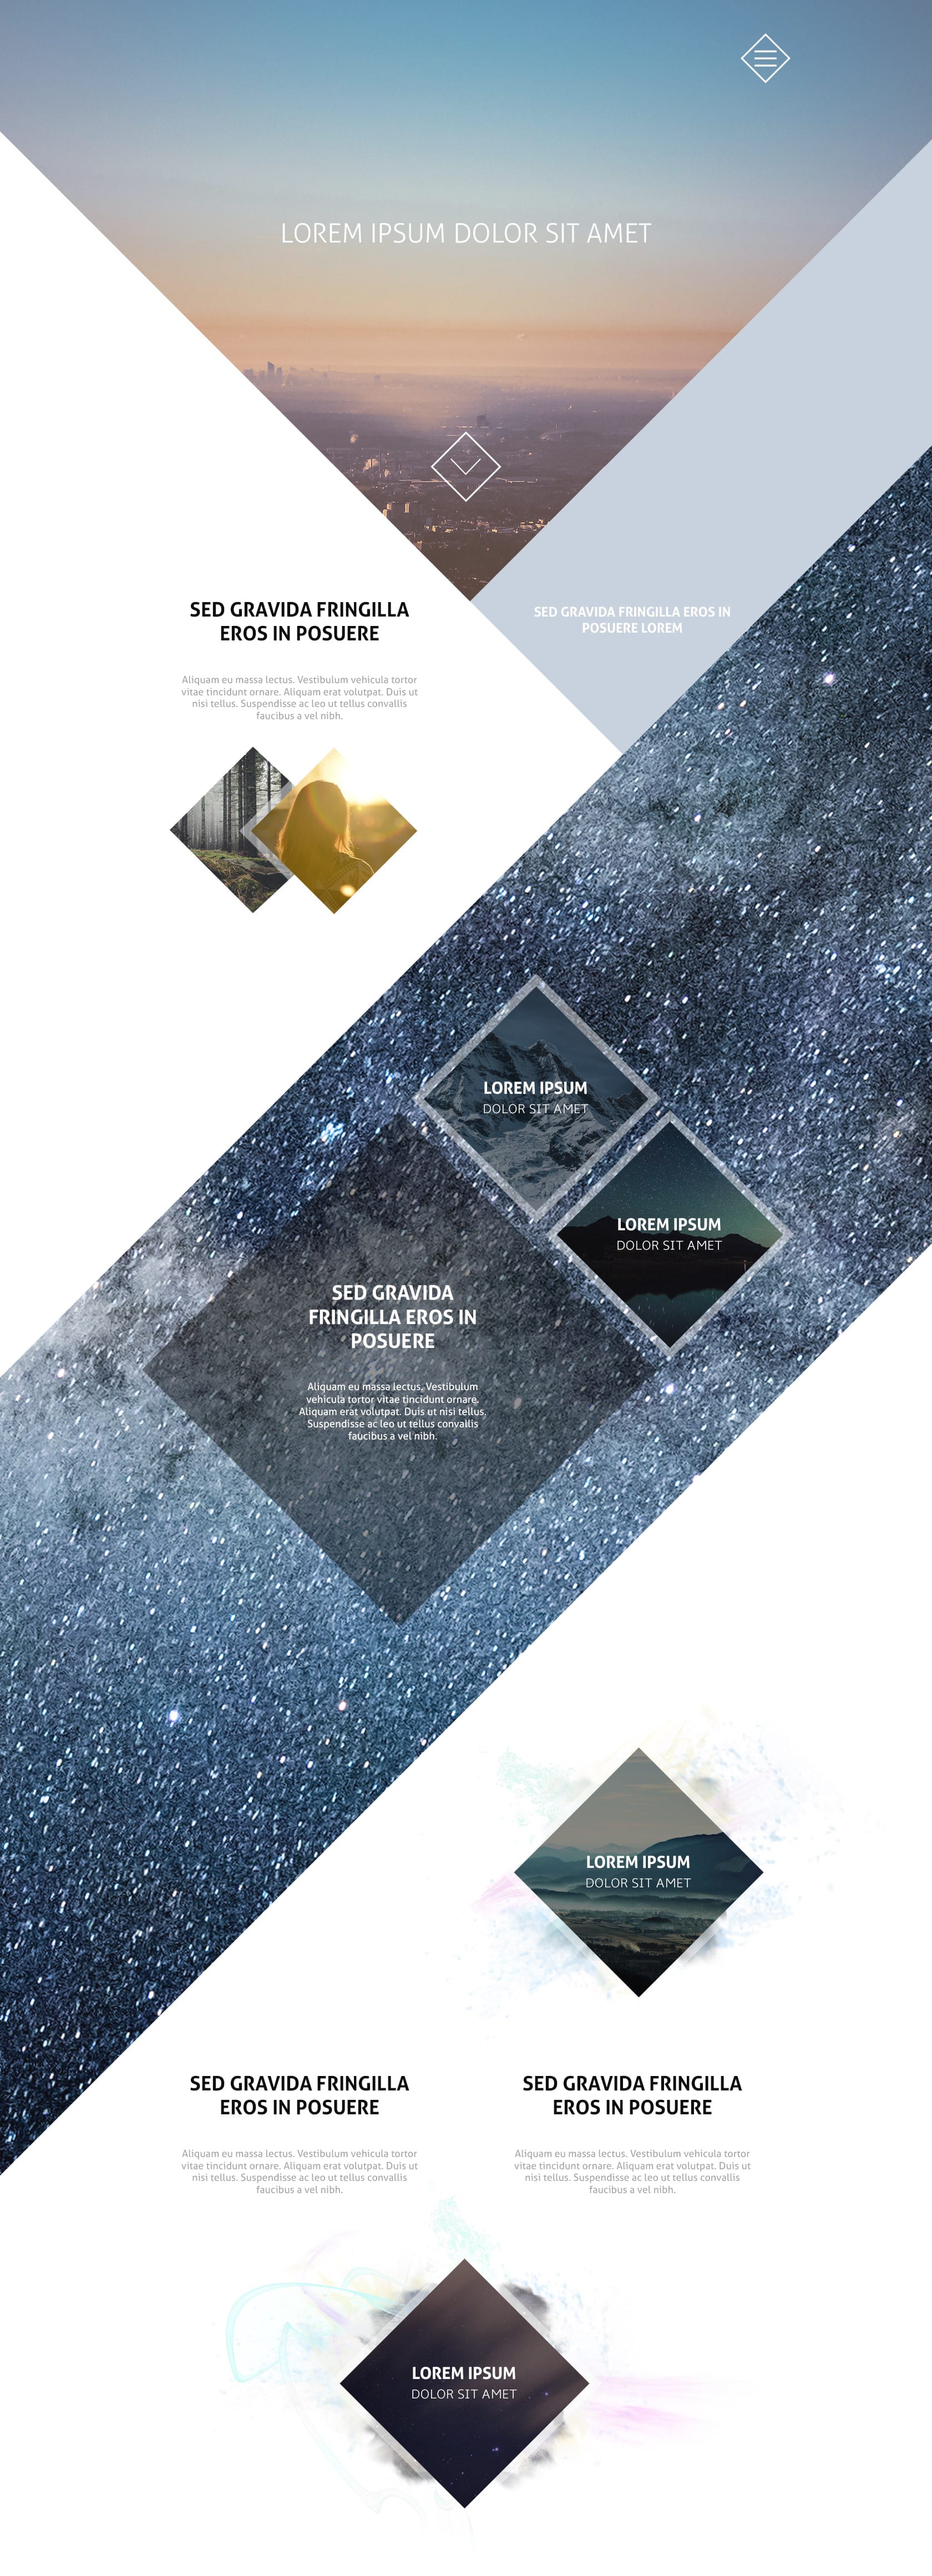 LOREM IPSUM DOLOR SIT AMET
SED GRAVIDA FRINGILLA
EROS IN POSUERE
Aliquam eu massa lectus. Vestibulum vehicula tortor
vitae tincidunt ornare. Aliquam erat volutpat. Duis ut
nisi tellus. Suspendisse ac leo ut tellus convallis
faucibus a vel nibh.
SED GRAVIDA FRINGILLA EROS IN
POSUERE LOREM
LOREM IPSUM
DOLOR SIT AMET
LOREM IPSUM
DOLOR SIT AMET
SED GRAVIDA
FRINGILLA EROS IN
POSUERE
Aliquam eu massa lectus. Vestibulum
vehicula tortor vitae tincidunt ornare.
Aliquam erat volutpat. Duis ut nisi tellus.
Suspendisse ac leo ut tellus convallis
faucibus a vel nibh.
LOREM IPSUM
DOLOR SIT AMET
SED GRAVIDA FRINGILLA
EROS IN POSUERE
Aliquam eu massa lectus. Vestibulum vehicula tortor
vitae tincidunt ornare. Aliquam erat volutpat. Duis ut
nisi tellus. Suspendisse ac leo ut tellus convallis
faucibus a vel nibh.
SED GRAVIDA FRINGILLA
EROS IN POSUERE
Aliquam eu massa lectus. Vestibulum vehicula tortor
vitae tincidunt ornare. Aliquam erat volutpat. Duis ut
nisi tellus. Suspendisse ac leo ut tellus convallis
faucibus a vel nibh.
LOREM IPSUM
DOLOR SIT AMET